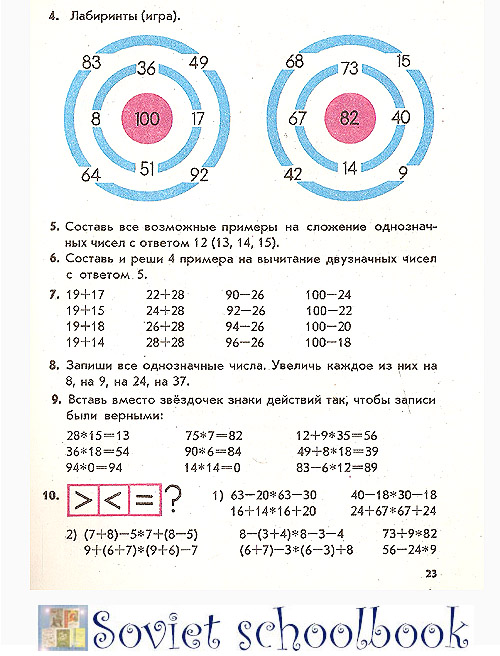 4. Лабиринты (игра).
83 36 49
8 100 17
64 51 92
68 73 15
67 82 40
42 14 9
5. Составь все возможные примеры на сложение однознач-
ных чисел с ответом 12 (13, 14, 15).
6. Составь и реши 4 примера на вычитание двузначных чисел
с ответом 5.
7. 19+17 22+28 90−26 100−24
19+15 24+28 92−26 100−22
19+18 26+28 94−26 100−20
19+14 28+28 96−26 100−18
8. Запиши все однозначные числа. Увеличь каждое из них на
8, на 9, на 24, на 37.
9. Вставь вместо звёздочек знаки действий так, чтобы записи
были верными:
28*15=13 75*7=82 12+9*35=56
36*18=54 90*6=84 49+8*18=39
94*0=94 14*14=0 83−6*12=89
10. > < = ? 1) 63−20*63−30 40−18*30−18
16+14*16+20 24+67*67+24
2) (7+8)−5*7+(8−5) 8−(3+4)*8−3−4 73+9*82
9+(6+7)*(9+6)−7 (6+7)−3*(6−3)+8 56−24*9
23
Soviet schoolbook